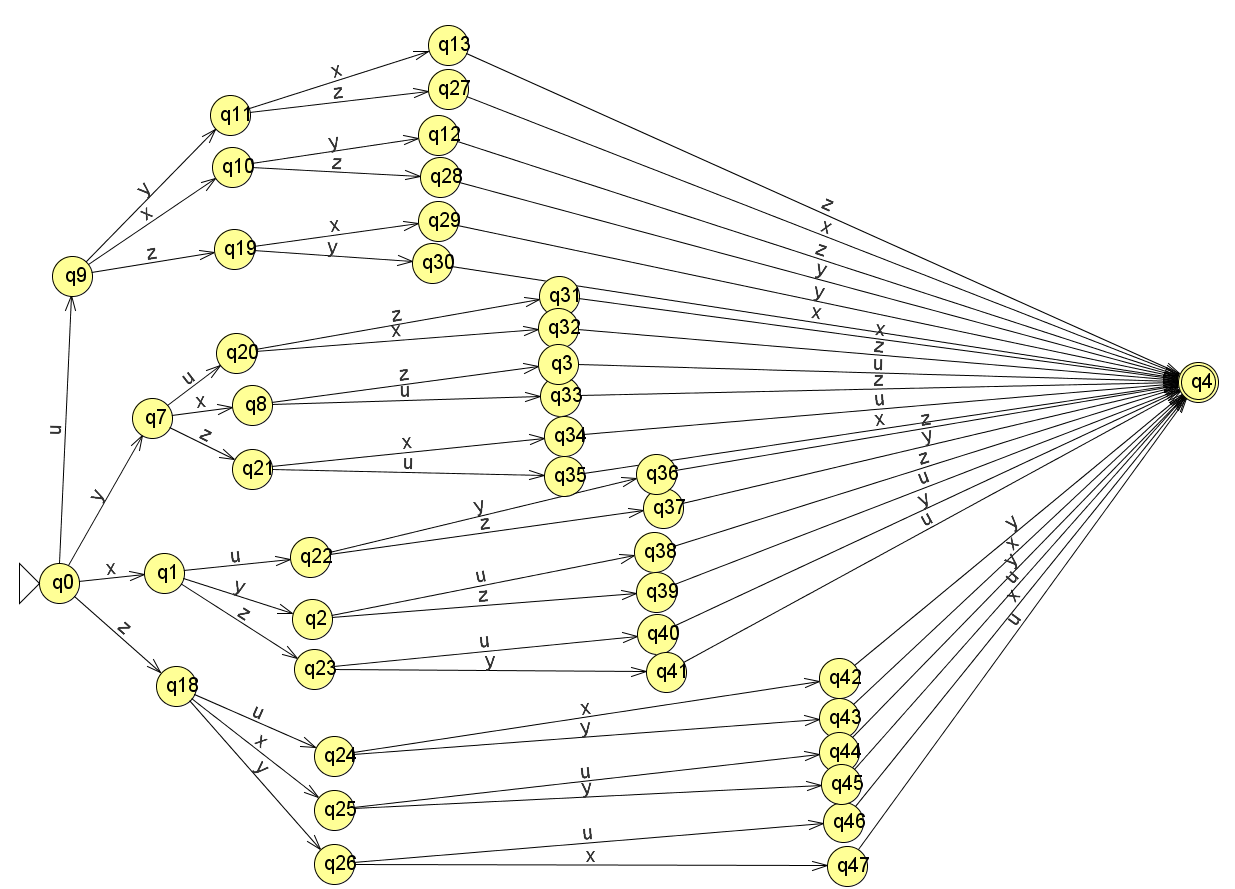 q13
x
q27
z
q11
q12
y
q10
z
q28
y
x
z
q29
x
x
q19
z
z
y
q30
y
q9
y
q31
x
z
x
q32
q20
x
z
u
q3
u
z
q7
x
q8
u
q33
z
q4
u
z
q34
u
x
x
q21
u
q35
z
q36
y
y
y
z
q37
z
q22
q38
u
u
y
q0
x
q1
u
q39
u
y
z
z
q2
q40
y
z
u
x
q23
y
q41
y
u
q42
q18
x
x
u
q43
u
y
x
q24
q44
y
u
q45
q25
y
q46
u
q26
x
q47